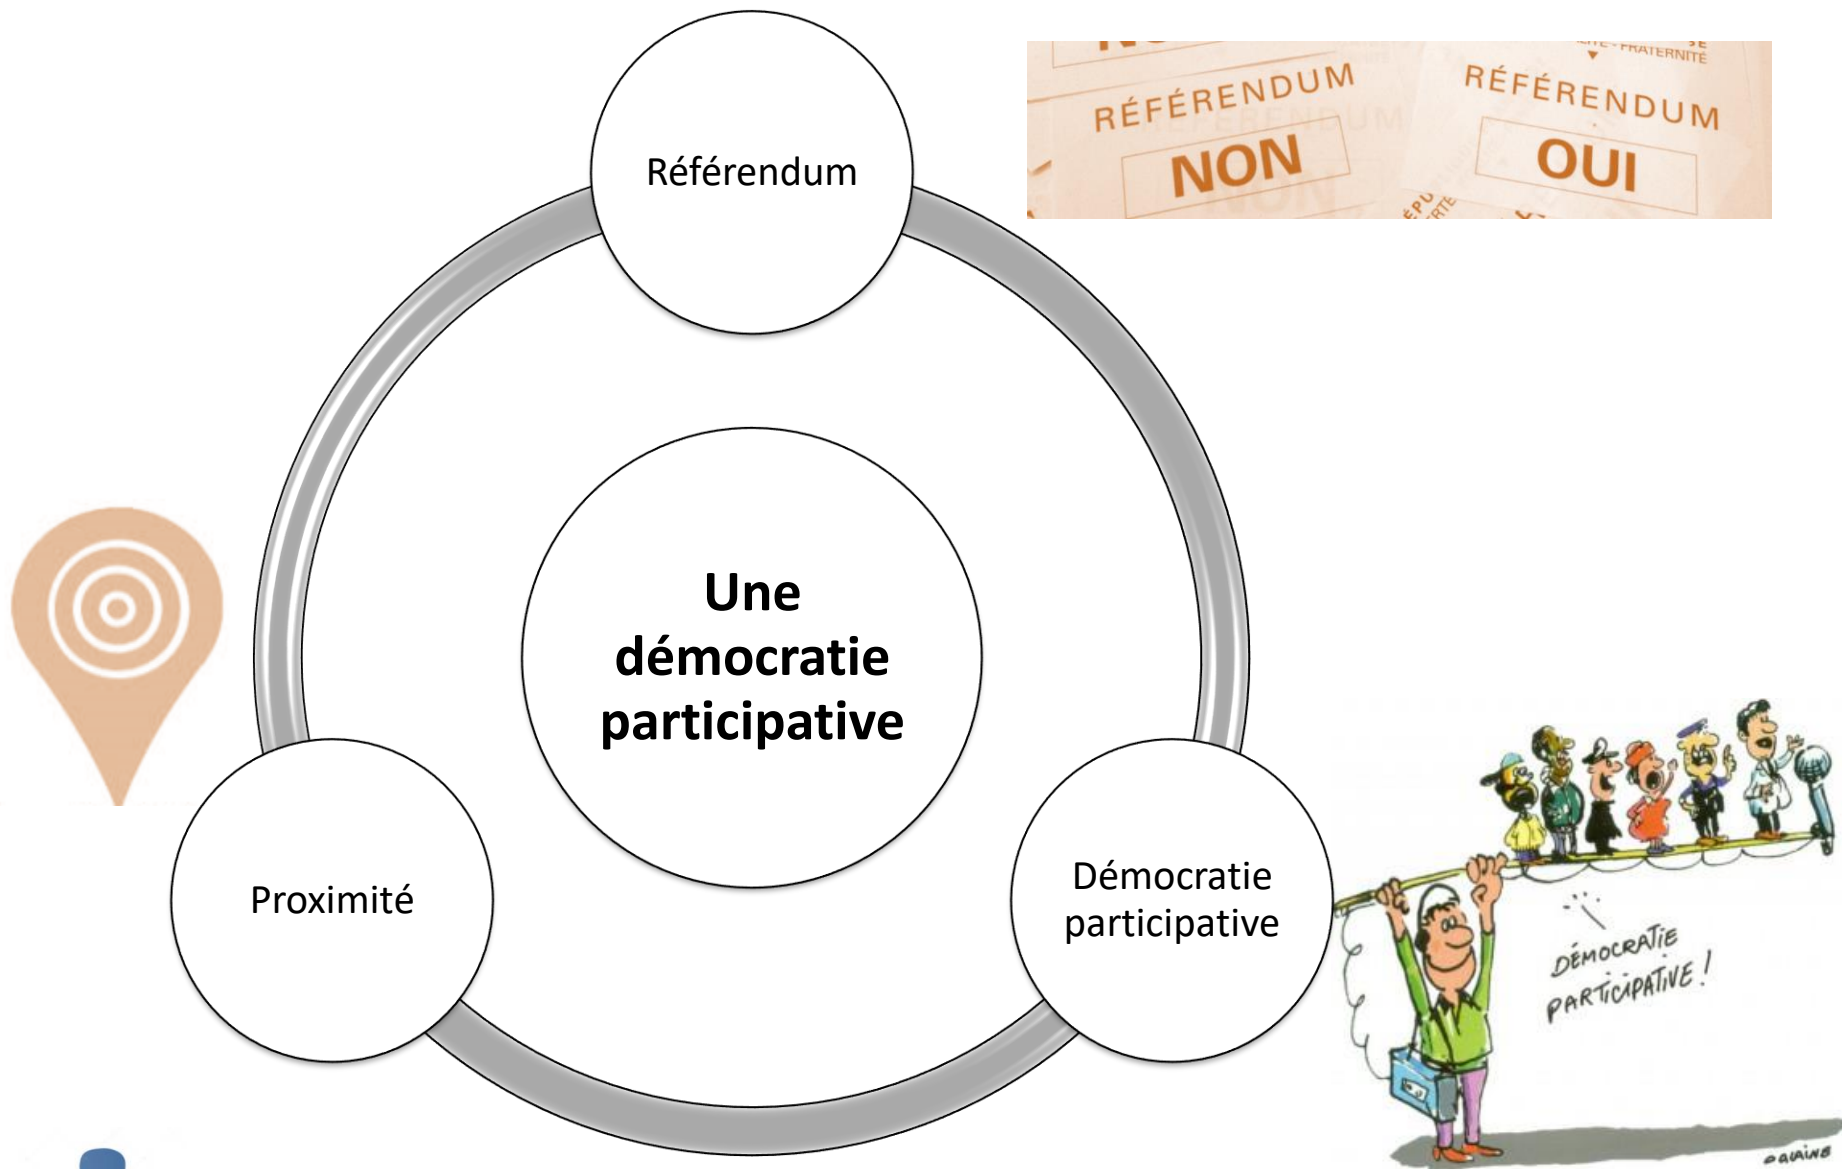 Référendum
RÉFÉRENDUM
NON
FRATERNITÉ
RÉFÉRENDUM
OUI
Une
démocratie
participative
Proximité
Démocratie
participative
DÉMOCRATIE
PARTICIPATIVE !